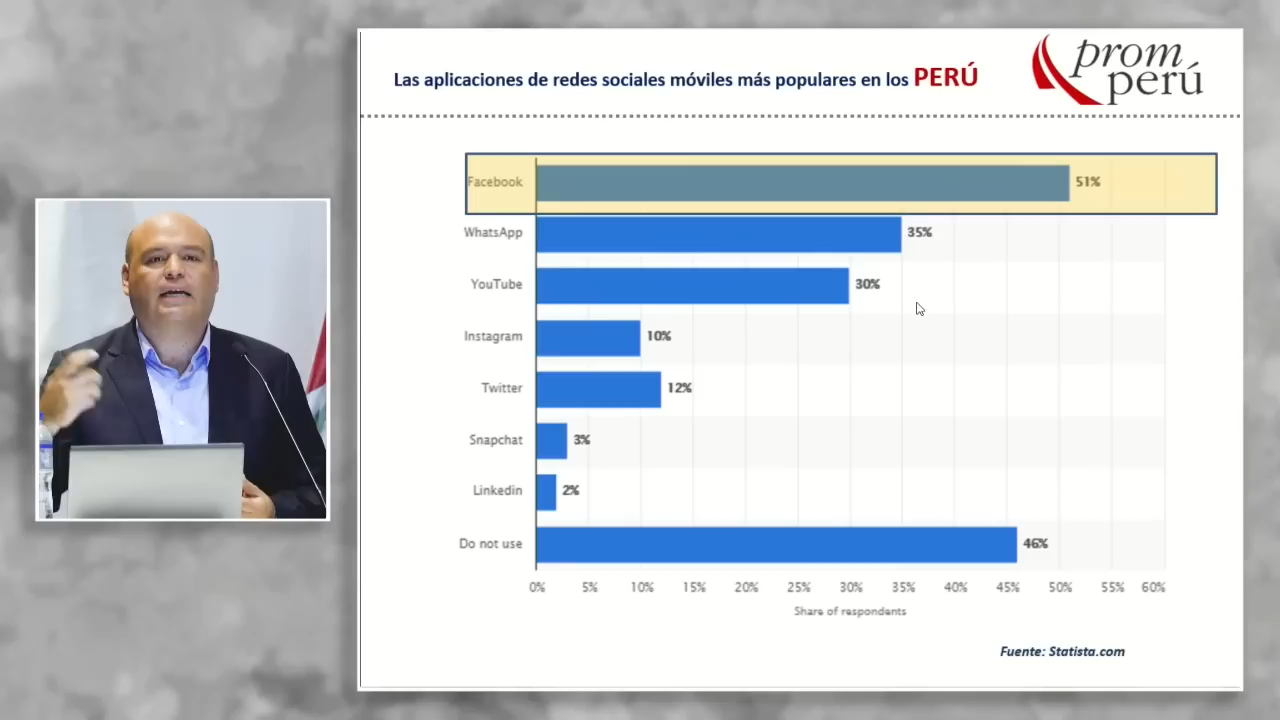 Las aplicaciones de redes sociales móviles más populares en los PERÚ
prom
perú
Facebook 51%
WhatsApp 35%
YouTube 30%
Instagram 10%
Twitter 12%
Snapchat 3%
Linkedin 2%
Do not use 46%
0% 5% 10% 15% 20% 25% 30% 35% 40% 45% 50% 55% 60%
Share of respondents
Fuente: Statista.com